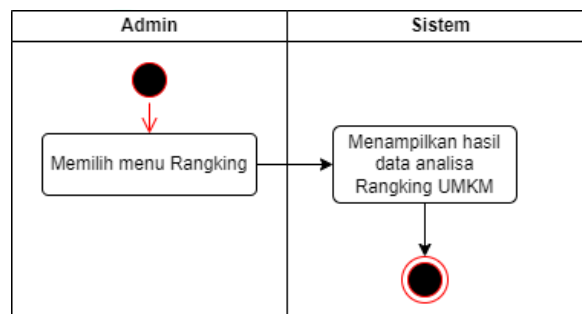 Admin
Sistem
Memilih menu Rangking
Menampilkan hasil
data analisa
Rangking UMKM